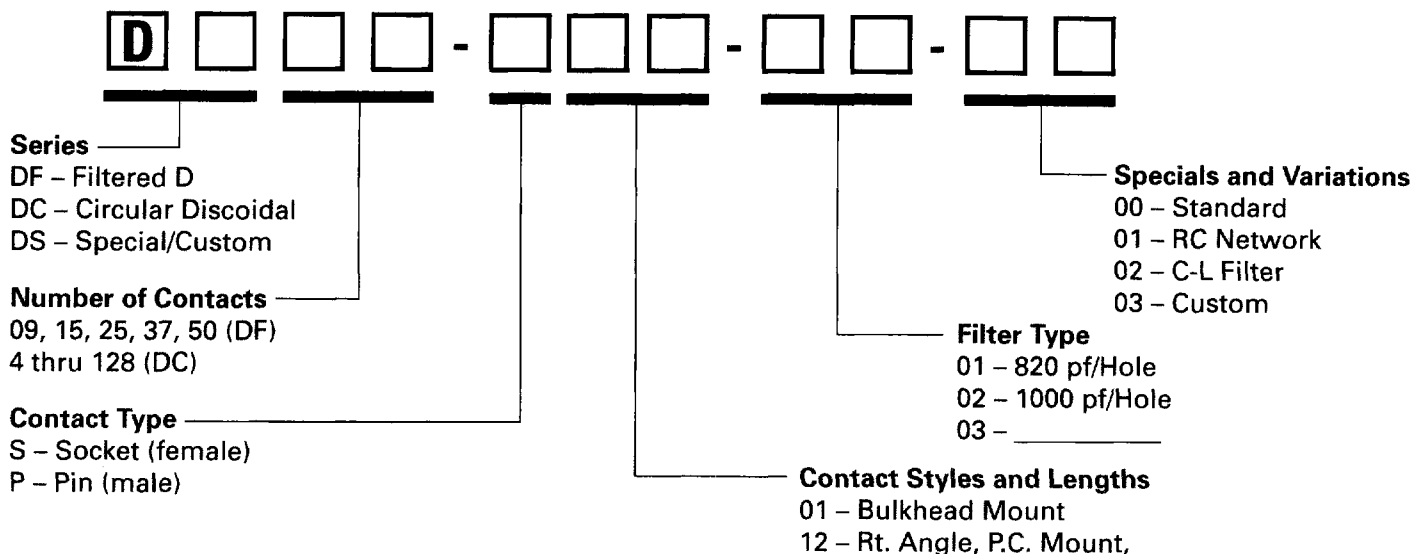 D - - -
Series
DF – Filtered D
DC – Circular Discoidal
DS – Special/Custom
Number of Contacts
09, 15, 25, 37, 50 (DF)
4 thru 128 (DC)
Contact Type
S – Socket (female)
P – Pin (male)
Specials and Variations
00 – Standard
01 – RC Network
02 – C-L Filter
03 – Custom
Filter Type
01 – 820 pf/Hole
02 – 1000 pf/Hole
03 – __________
Contact Styles and Lengths
01 – Bulkhead Mount
12 – Rt. Angle, P.C. Mount,